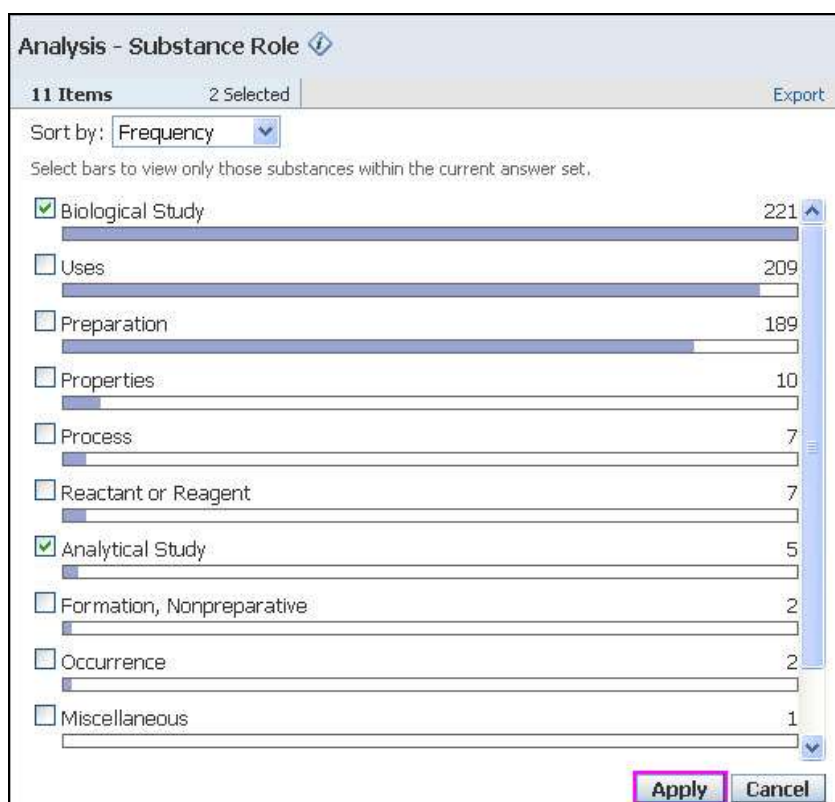 Analysis - Substance Role
11 Items 2 Selected Export
Sort by: Frequency
Select bars to view only those substances within the current answer set.
Biological Study 221
Uses 209
Preparation 189
Properties 10
Process 7
Reactant or Reagent 7
Analytical Study 5
Formation, Nonpreparative 2
Occurrence 2
Miscellaneous 1
Apply Cancel